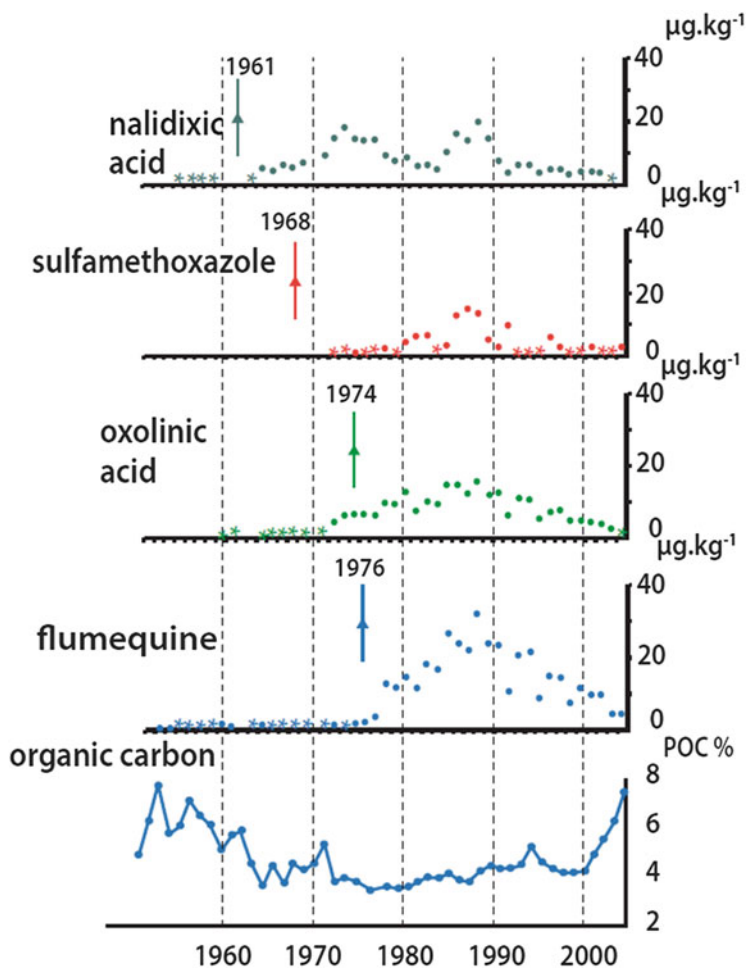 µg.kg⁻¹
1961
40
nalidixic
acid
20
0
µg.kg⁻¹
1968
40
sulfamethoxazole
20
0
µg.kg⁻¹
1974
40
oxolinic
acid
20
0
µg.kg⁻¹
1976
40
flumequine
20
0
organic carbon
POC %
8
6
4
2
1960 1970 1980 1990 2000